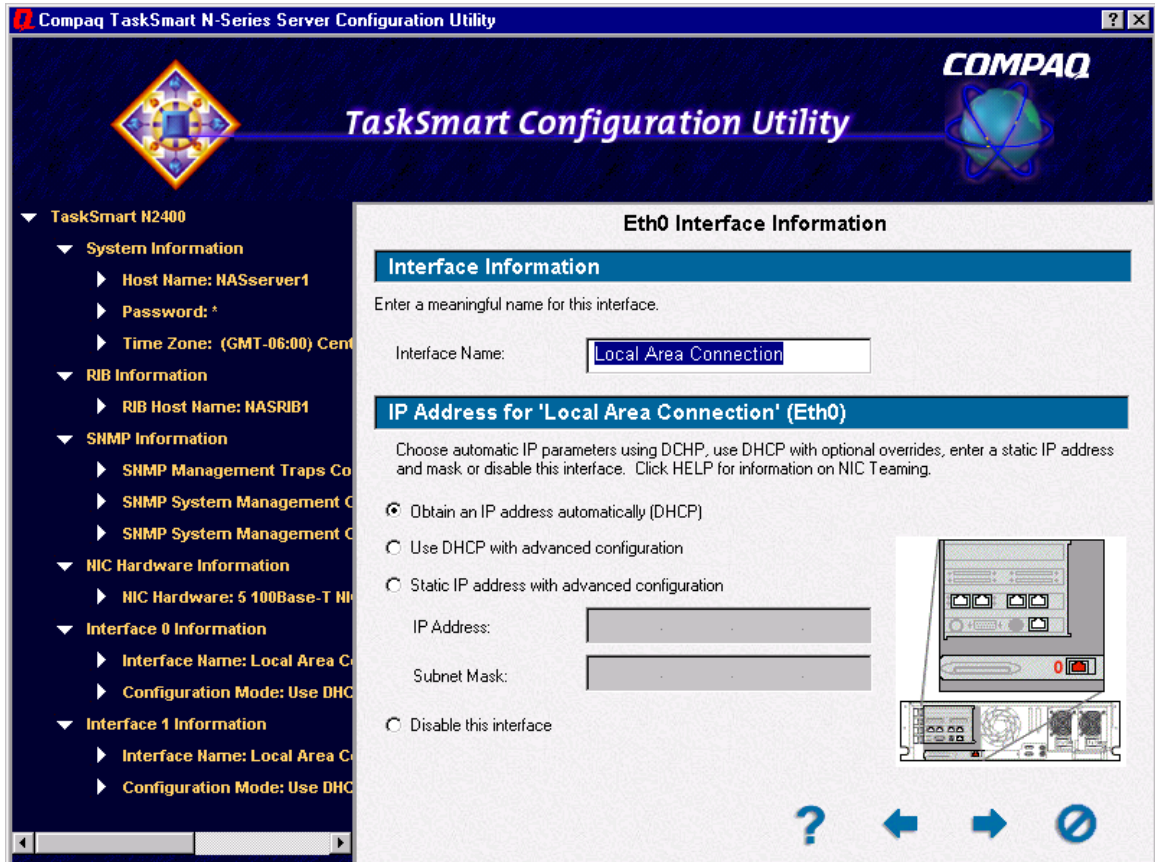 Compaq TaskSmart N-Series Server Configuration Utility
COMPAQ
TaskSmart Configuration Utility
TaskSmart N2400
System Information
Host Name: NASserver1
Password: *
Time Zone: (GMT-06:00) Cent
RIB Information
RIB Host Name: NASRIB1
SNMP Information
SNMP Management Traps Co
SNMP System Management C
SNMP System Management C
NIC Hardware Information
NIC Hardware: 5 100Base-T NI
Interface 0 Information
Interface Name: Local Area C
Configuration Mode: Use DHC
Interface 1 Information
Interface Name: Local Area C
Configuration Mode: Use DHC
Eth0 Interface Information
Interface Information
Enter a meaningful name for this interface.
Interface Name: Local Area Connection
IP Address for 'Local Area Connection' (Eth0)
Choose automatic IP parameters using DCHP, use DHCP with optional overrides, enter a static IP address
and mask or disable this interface. Click HELP for information on NIC Teaming.
Obtain an IP address automatically (DHCP)
Use DHCP with advanced configuration
Static IP address with advanced configuration
IP Address:
Subnet Mask:
Disable this interface
0